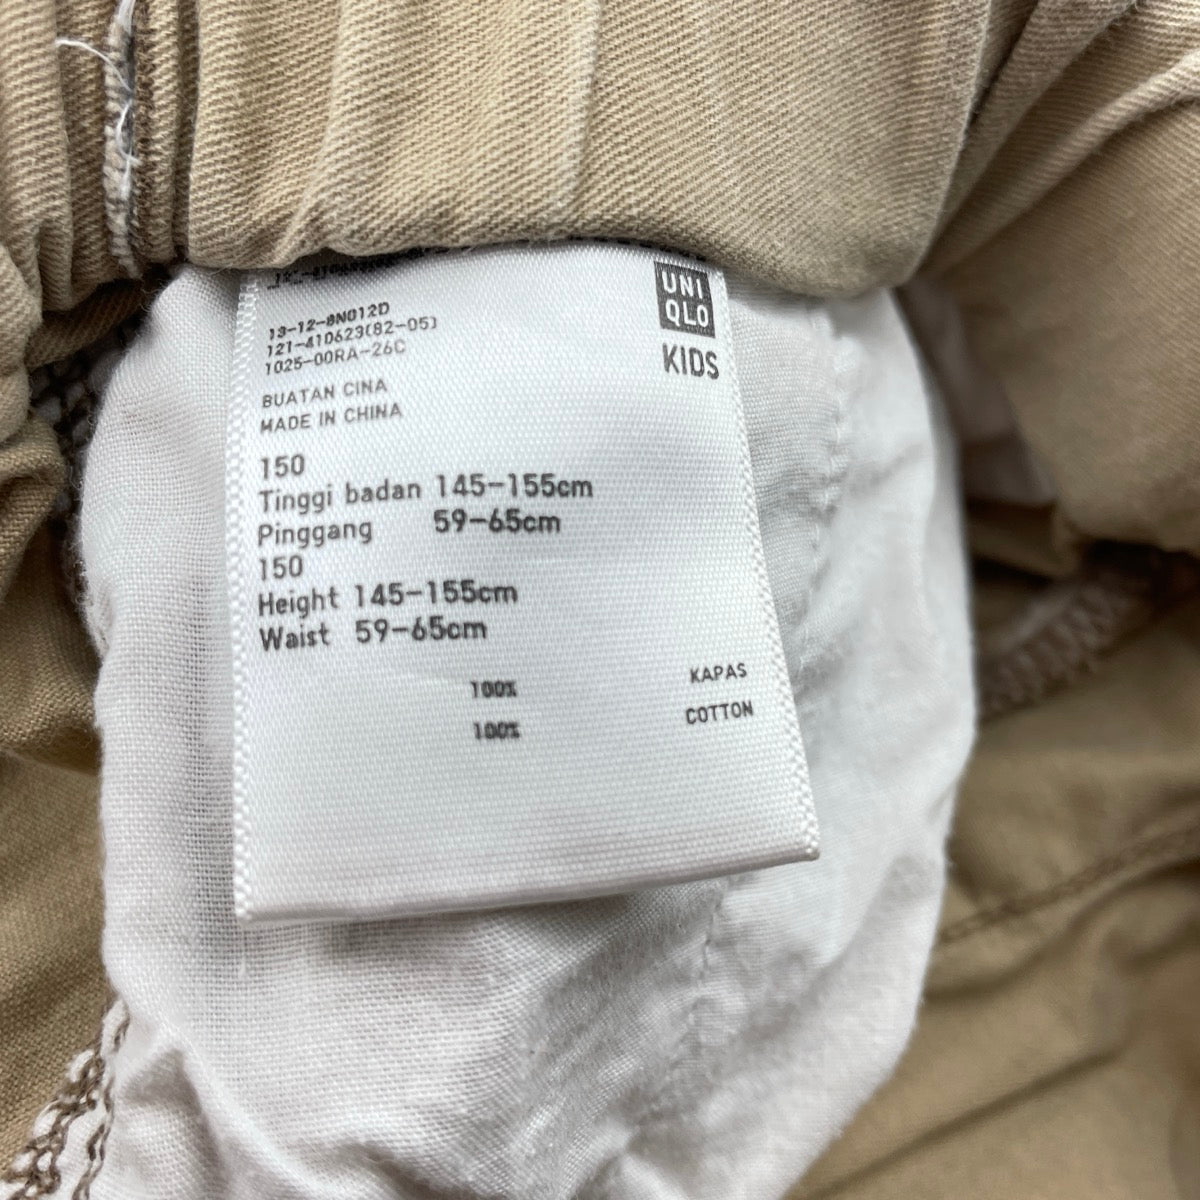 UNI
QLO
KIDS
13-12-8N012D
121-410623(82-05)
1025-00RA-26C
BUATAN CINA
MADE IN CHINA
150
Tinggi badan 145-155cm
Pinggang 59-65cm
150
Height 145-155cm
Waist 59-65cm
100% KAPAS
100% COTTON